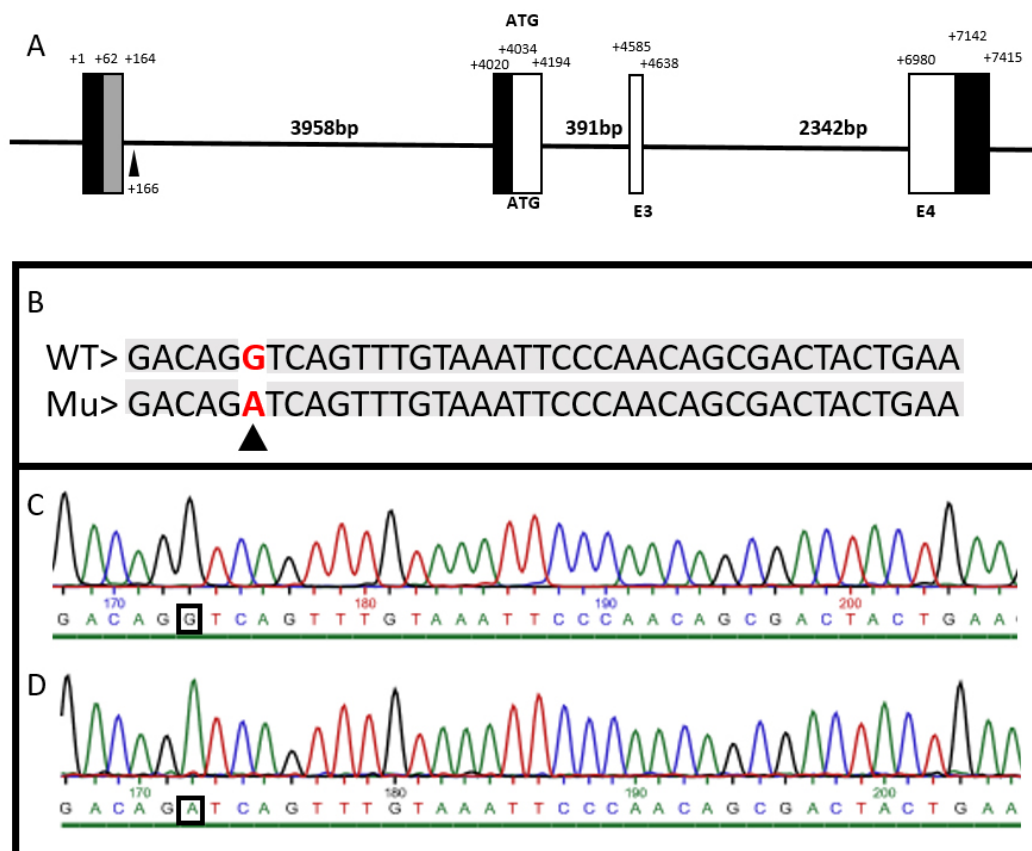 A
ATG
+1 +62 +164
+4020 +4034 +4194
+4585 +4638
+6980 +7142 +7415
3958bp 391bp 2342bp
+166
ATG E3 E4
B
WT> GACAGGTCAGTTTGTAAATTCCCAACAGCGACTACTGAA
Mu> GACAGATCAGTTTGTAAATTCCCAACAGCGACTACTGAA
C
170 180 190 200
G A C A G G T C A G T T T G T A A A T T C C C A A C A G C G A C T A C T G A A
D
170 180 190 200
G A C A G A T C A G T T T G T A A A T T C C C A A C A G C G A C T A C T G A A